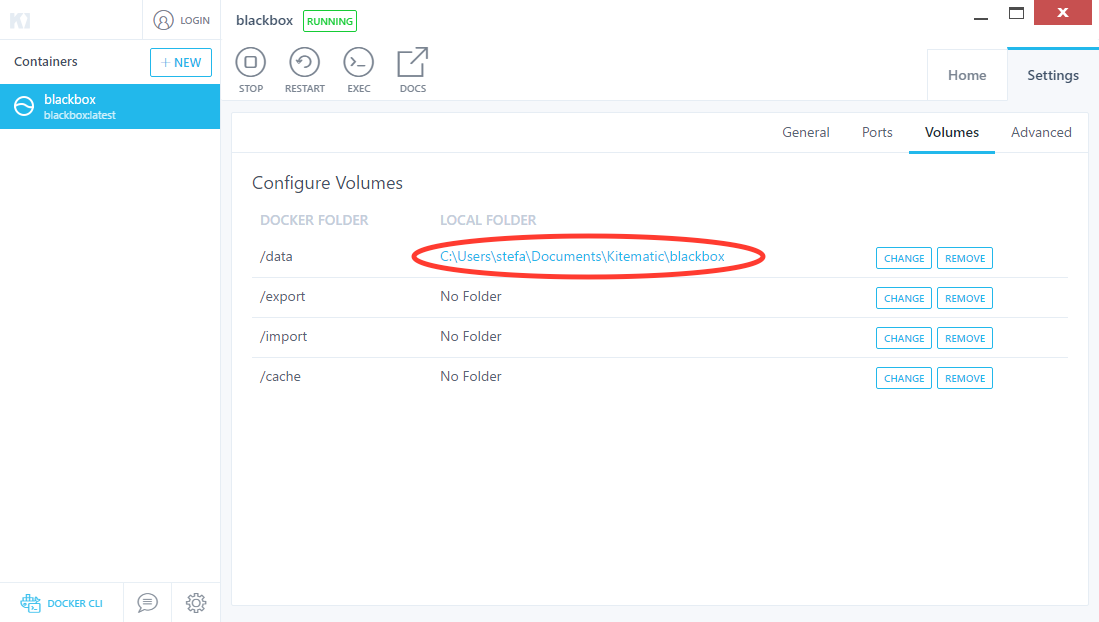 LOGIN
Containers
+ NEW
blackbox
blackbox:latest
DOCKER CLI
blackbox RUNNING
STOP RESTART EXEC DOCS
Home Settings
General Ports Volumes Advanced
Configure Volumes
DOCKER FOLDER LOCAL FOLDER
/data C:\Users\stefa\Documents\Kitematic\blackbox CHANGE REMOVE
/export No Folder CHANGE REMOVE
/import No Folder CHANGE REMOVE
/cache No Folder CHANGE REMOVE